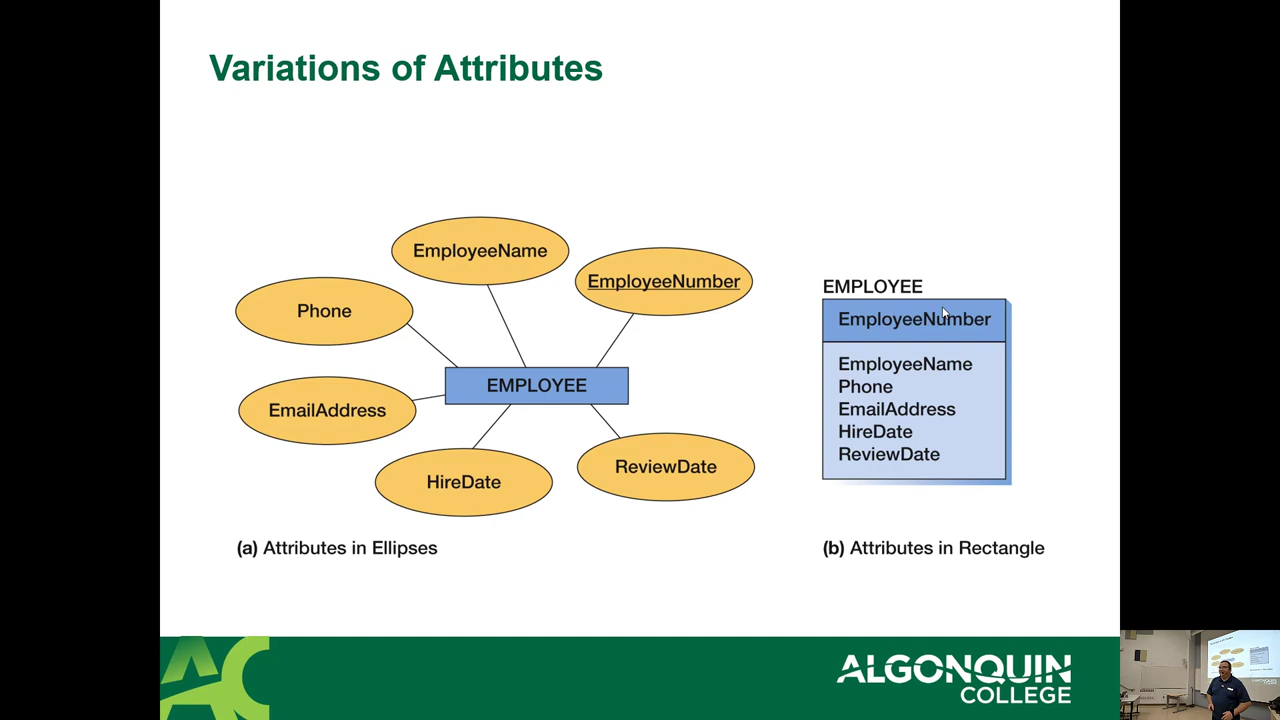 Variations of Attributes
EmployeeName
EmployeeNumber
Phone
EMPLOYEE
EmailAddress
HireDate
ReviewDate
(a) Attributes in Ellipses
EMPLOYEE
EmployeeNumber
EmployeeName
Phone
EmailAddress
HireDate
ReviewDate
(b) Attributes in Rectangle
AC
ALGONQUIN
COLLEGE